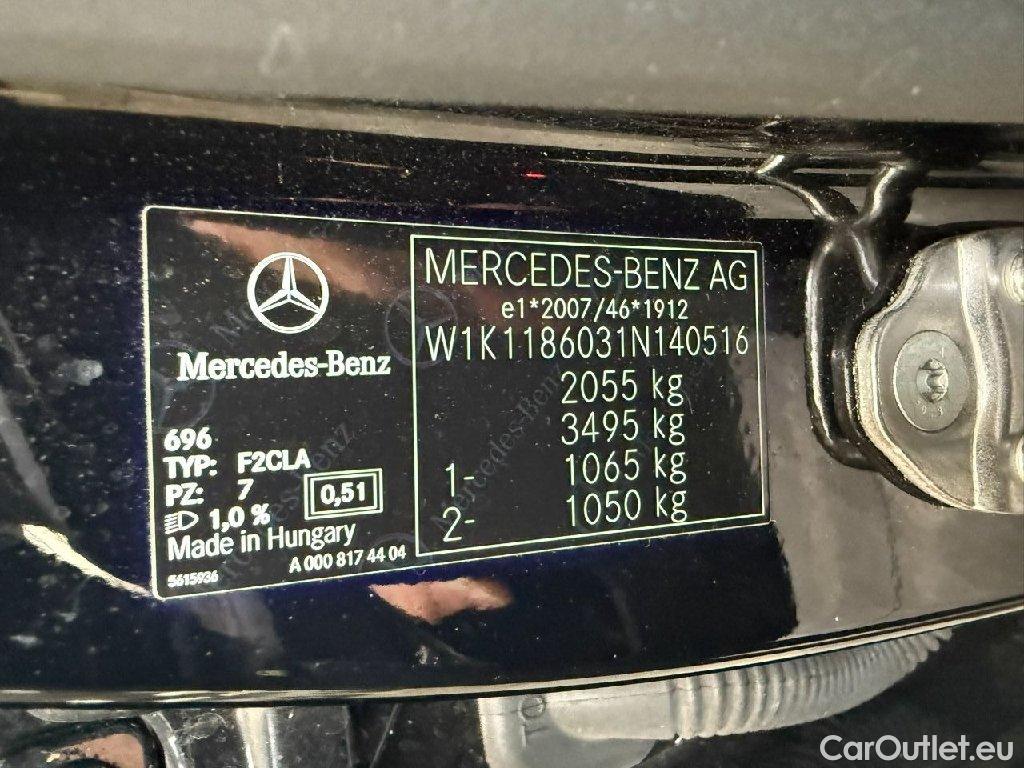 Mercedes-Benz
696
TYP: F2CLA
PZ: 7
0,51
1,0 %
Made in Hungary
A 000 817 44 04
5615936
MERCEDES-BENZ AG
e1*2007/46*1912
W1K1186031N140516
2055 kg
3495 kg
1- 1065 kg
2- 1050 kg
CarOutlet.eu